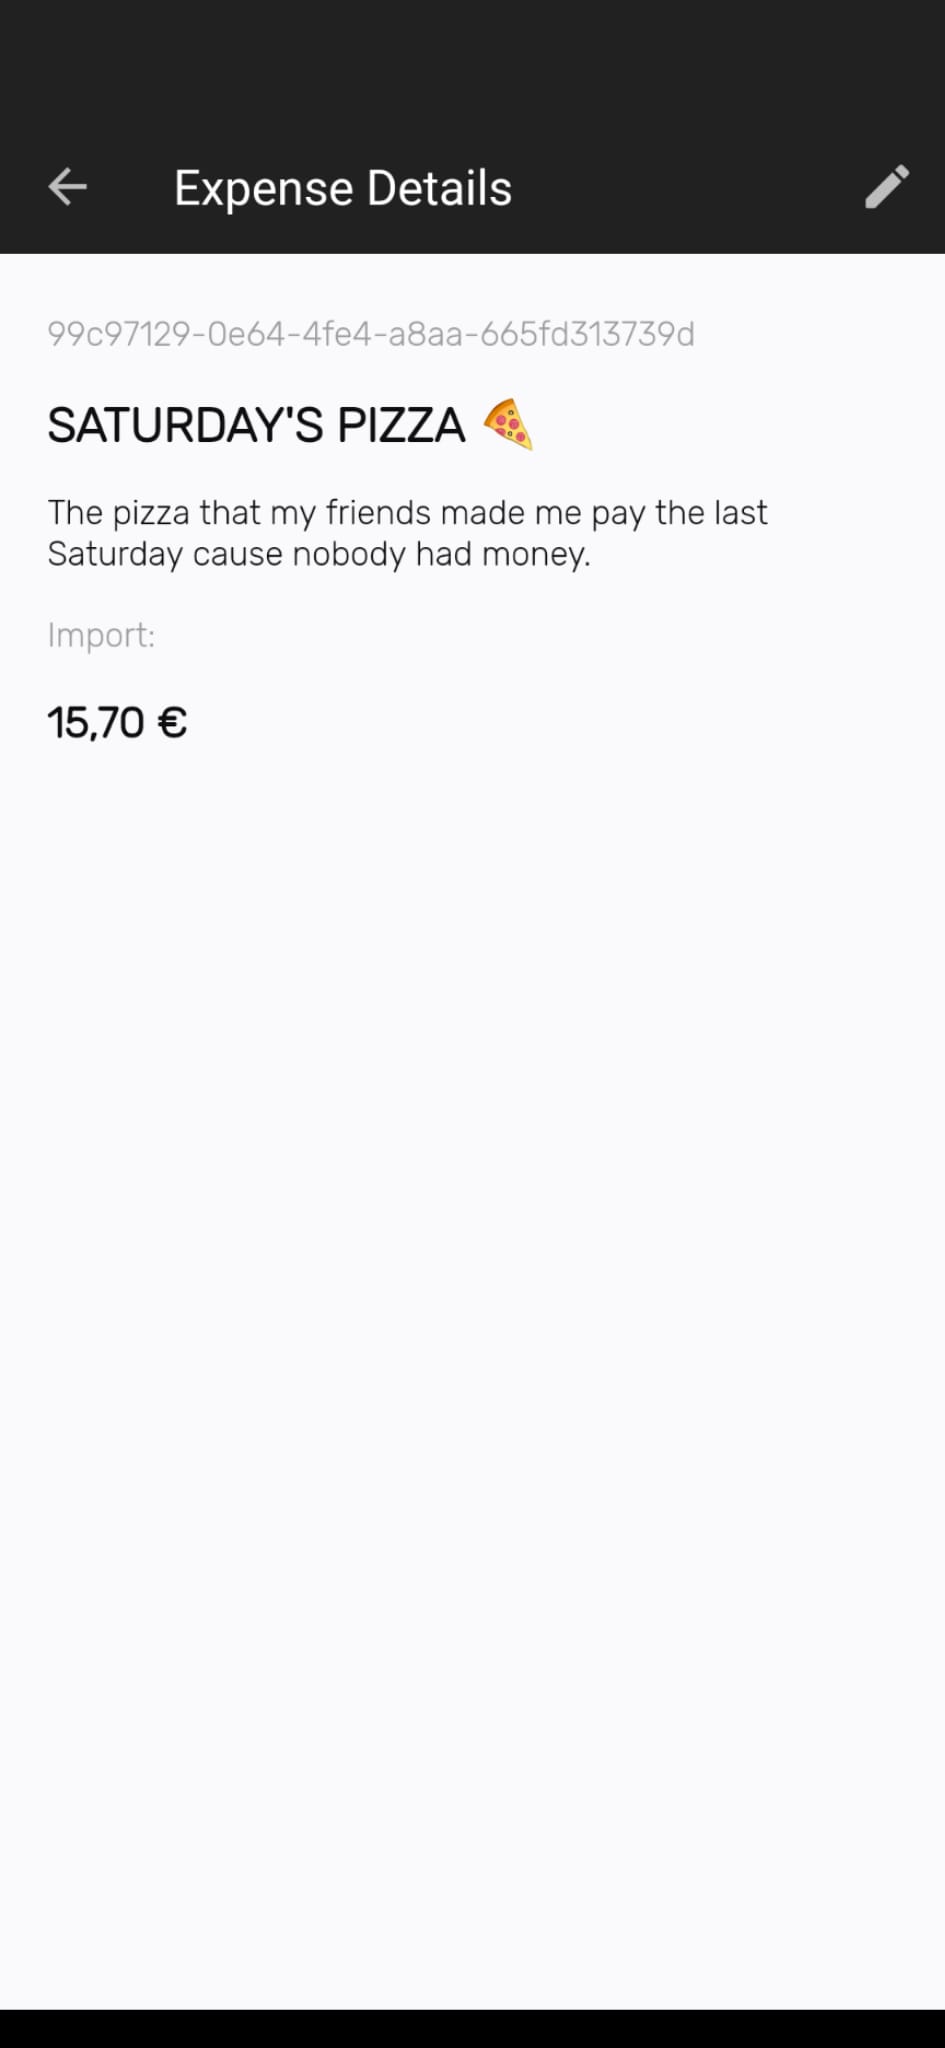 Expense Details
99c97129-0e64-4fe4-a8aa-665fd313739d
SATURDAY'S PIZZA 🍕
The pizza that my friends made me pay the last
Saturday cause nobody had money.
Import:
15,70 €